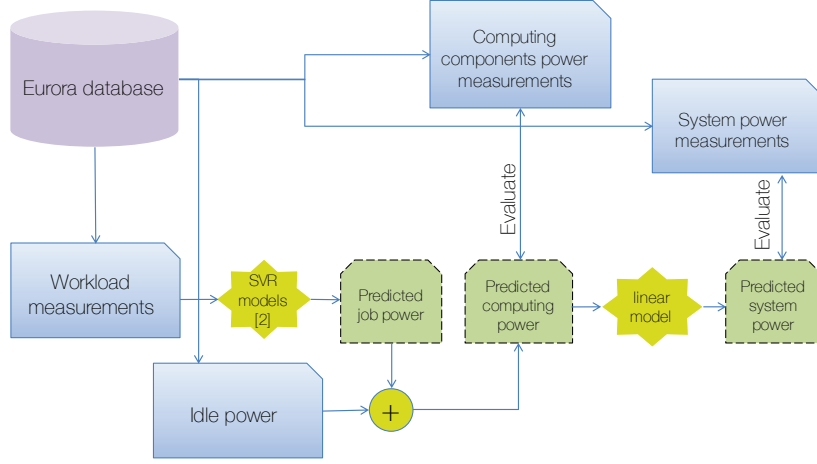 Eurora database
Computing
components power
measurements
System power
measurements
Evaluate
Evaluate
Workload
measurements
SVR
models
[2]
Predicted
job power
Predicted
computing
power
linear
model
Predicted
system
power
Idle power
+